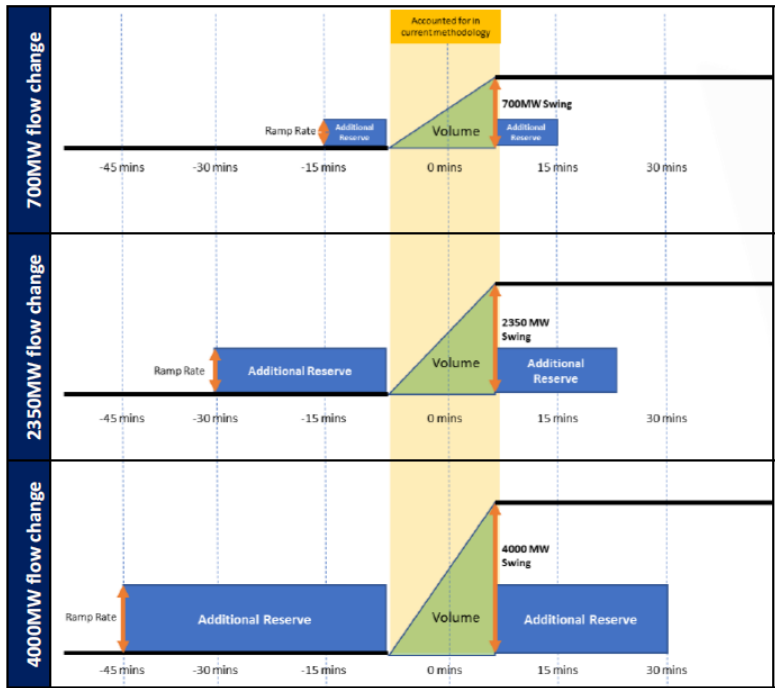 Accounted for in
current methodology
700MW flow change
700MW Swing
Ramp Rate
Additional
Reserve
Volume
Additional
Reserve
-45 mins
-30 mins
-15 mins
0 mins
15 mins
30 mins
2350MW flow change
2350 MW
Swing
Ramp Rate
Additional Reserve
Volume
Additional
Reserve
-45 mins
-30 mins
-15 mins
0 mins
15 mins
30 mins
4000MW flow change
4000 MW
Swing
Ramp Rate
Additional Reserve
Volume
Additional Reserve
-45 mins
-30 mins
-15 mins
0 mins
15 mins
30 mins